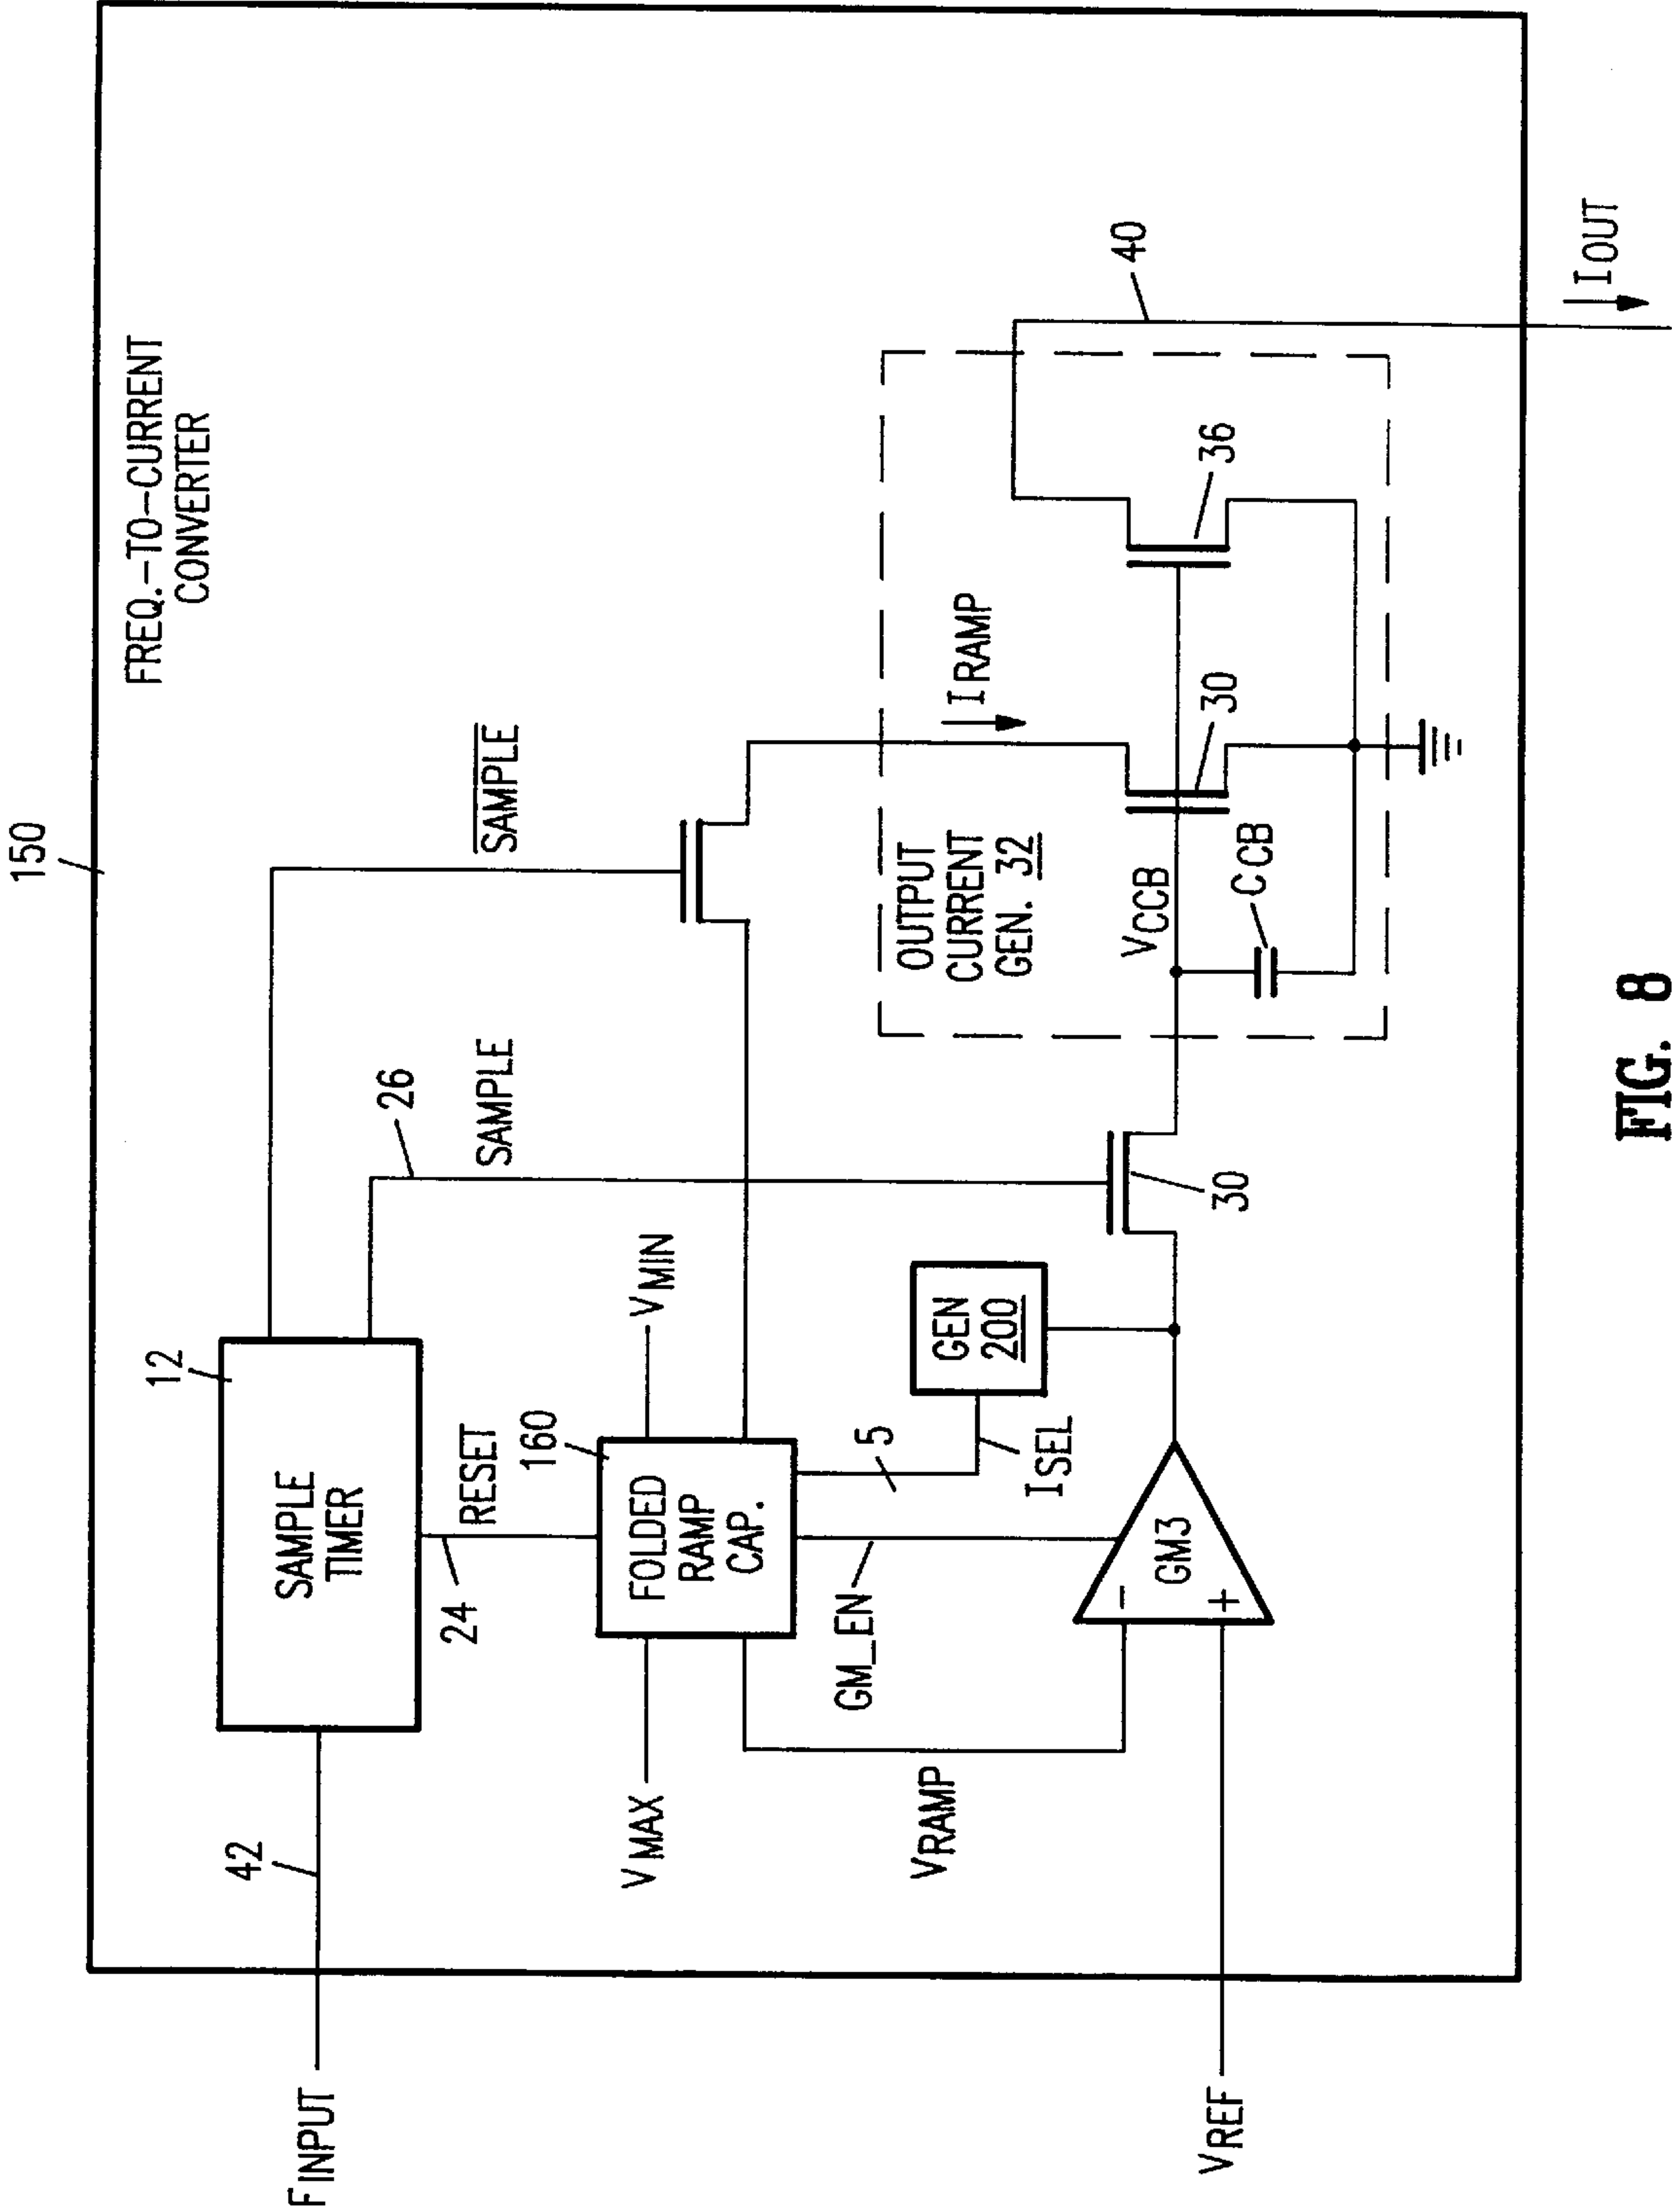 150
FREQ.-TO-CURRENT
CONVERTER
12
SAMPLE
TIMER
42
FINPUT
24
RESET
26
SAMPLE
SAMPLE
160
FOLDED
RAMP
CAP.
VMAX
VMIN
5
ISEL
GEN
200
GM_EN
VRAMP
GM3
-
+
VREF
30
OUTPUT
CURRENT
GEN. 32
VCCB
CCB
IRAMP
30
36
40
IOUT
FIG. 8